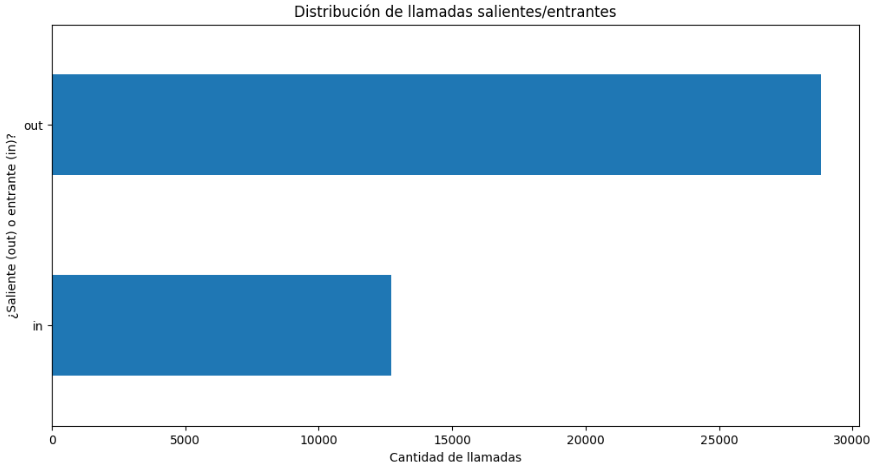 Distribución de llamadas salientes/entrantes
¿Saliente (out) o entrante (in)?
out
in
0 5000 10000 15000 20000 25000 30000
Cantidad de llamadas